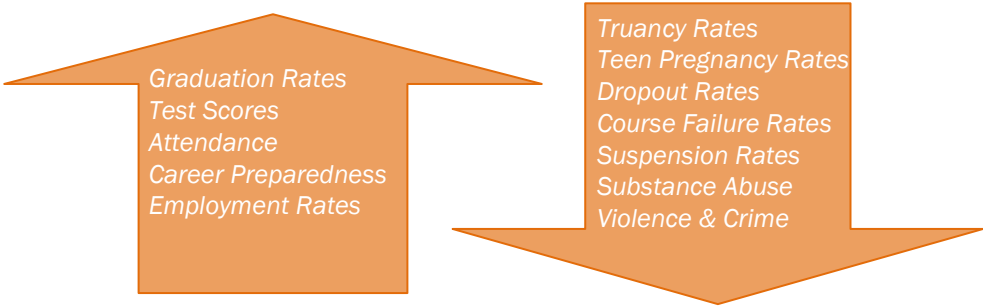 Graduation Rates
Test Scores
Attendance
Career Preparedness
Employment Rates
Truancy Rates
Teen Pregnancy Rates
Dropout Rates
Course Failure Rates
Suspension Rates
Substance Abuse
Violence & Crime